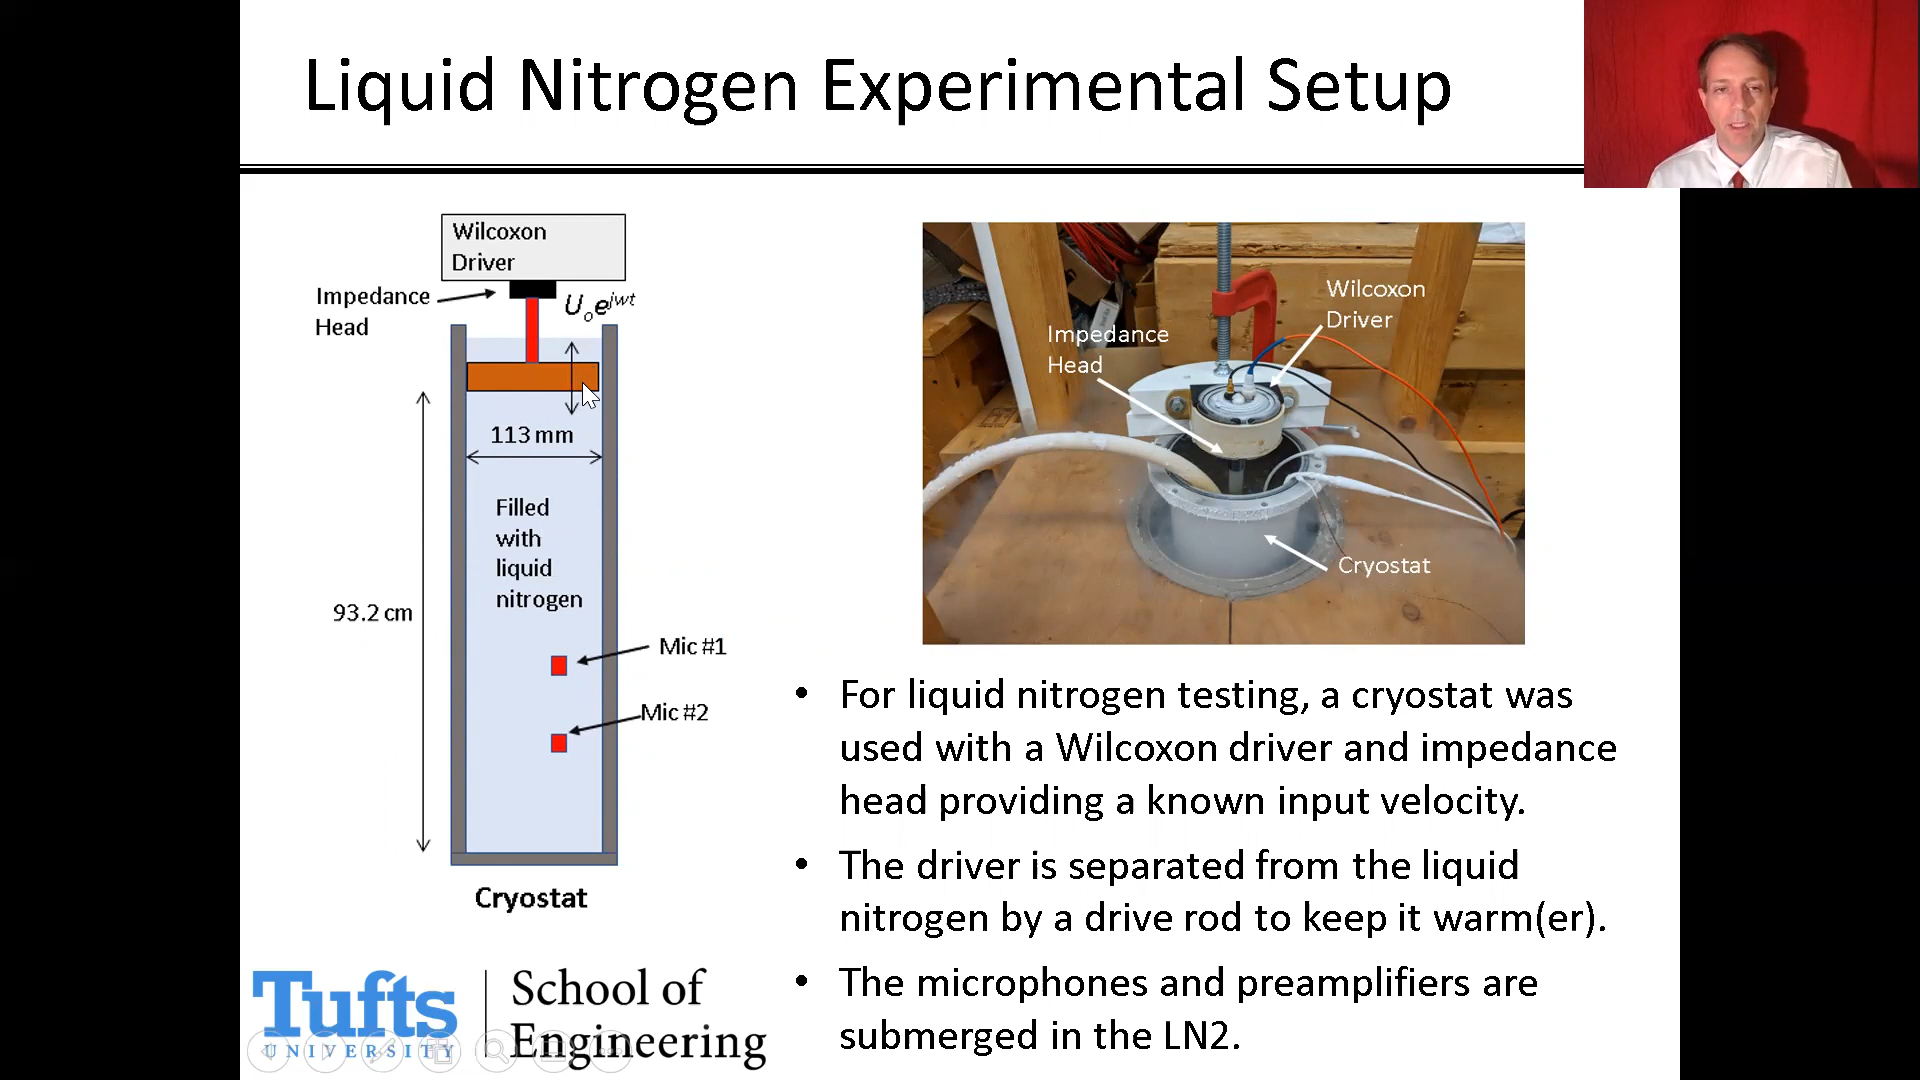 Liquid Nitrogen Experimental Setup
Wilcoxon
Driver
Impedance
Head
Uₒeʲʷᵗ
113 mm
Filled
with
liquid
nitrogen
93.2 cm
Mic #1
Mic #2
Cryostat
Wilcoxon
Driver
Impedance
Head
Cryostat
• For liquid nitrogen testing, a cryostat was
used with a Wilcoxon driver and impedance
head providing a known input velocity.
• The driver is separated from the liquid
nitrogen by a drive rod to keep it warm(er).
• The microphones and preamplifiers are
submerged in the LN2.
Tufts
UNIVERSITY
School of
Engineering